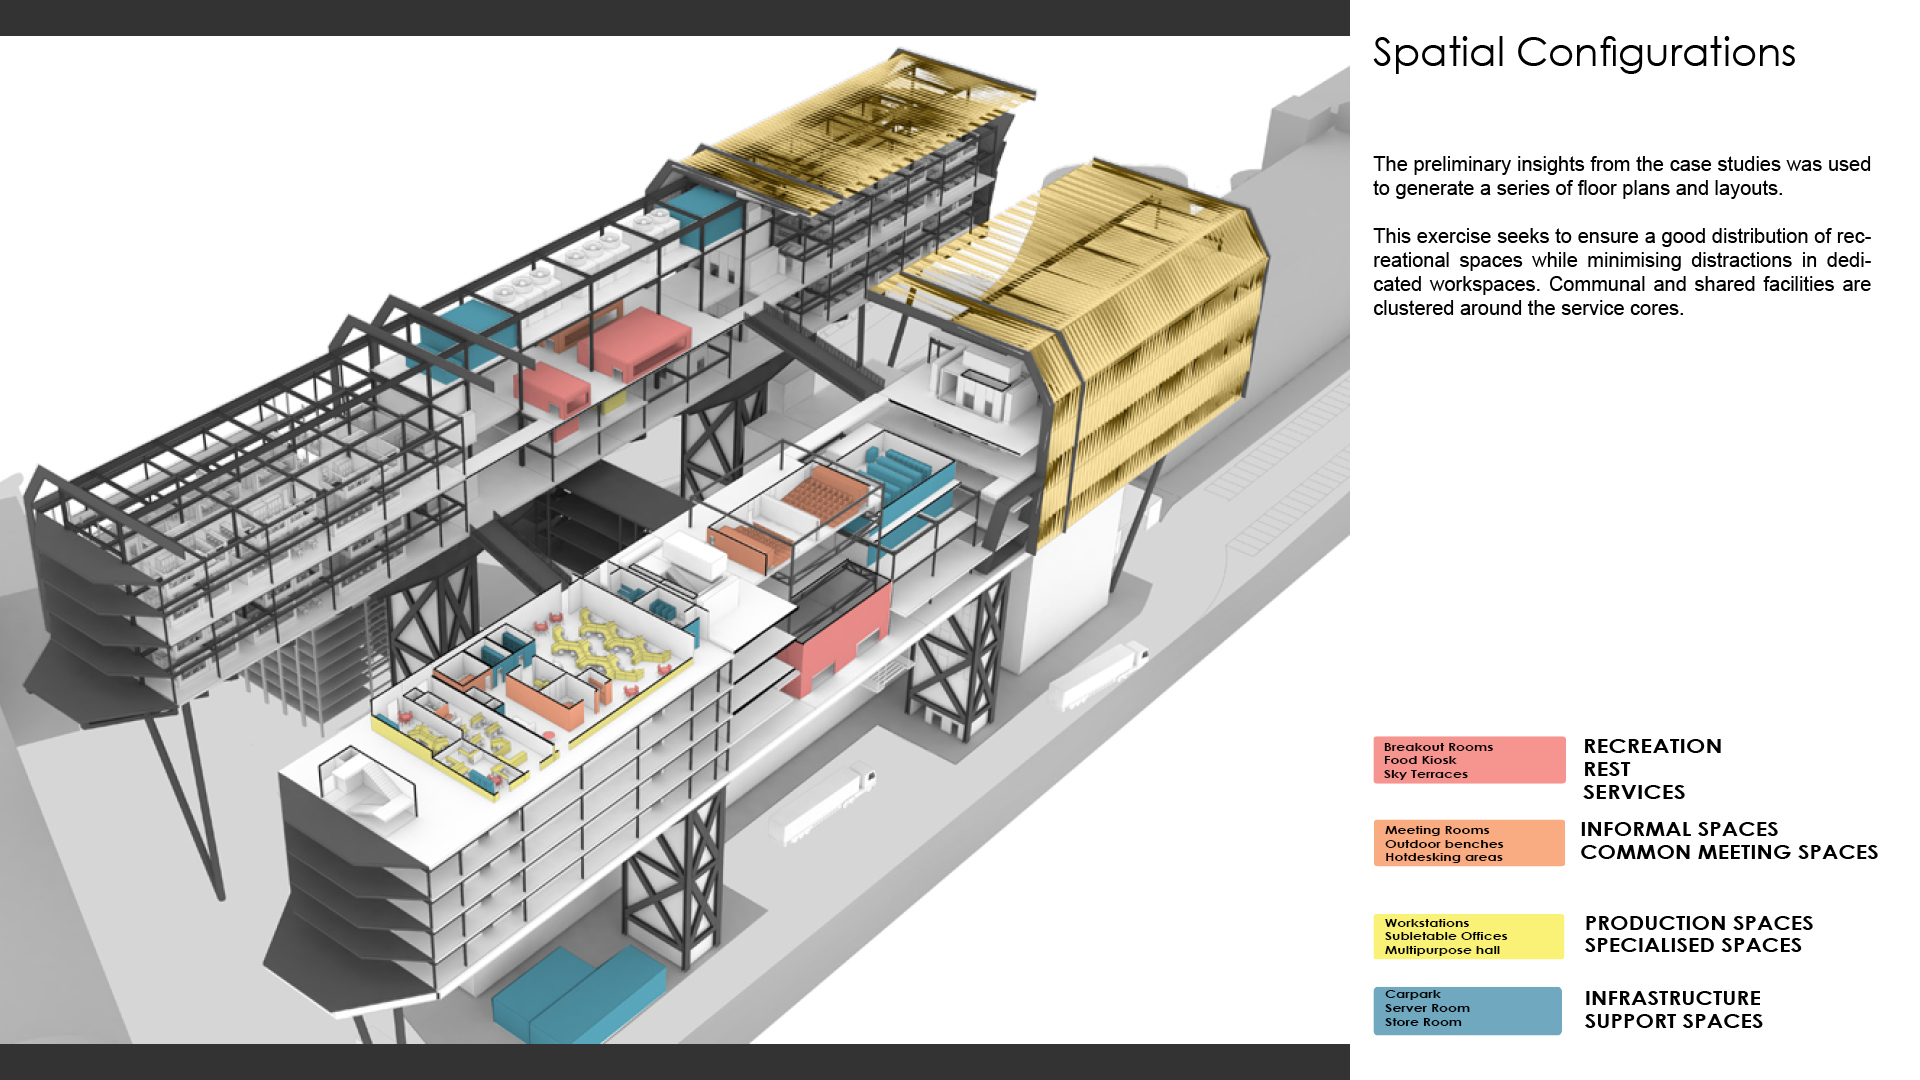 Spatial Configurations
The preliminary insights from the case studies was used
to generate a series of floor plans and layouts.
This exercise seeks to ensure a good distribution of rec-
reational spaces while minimising distractions in dedi-
cated workspaces. Communal and shared facilities are
clustered around the service cores.
Breakout Rooms
Food Kiosk
Sky Terraces
RECREATION
REST
SERVICES
Meeting Rooms
Outdoor benches
Hotdesking areas
INFORMAL SPACES
COMMON MEETING SPACES
Workstations
Subletable Offices
Multipurpose hall
PRODUCTION SPACES
SPECIALISED SPACES
Carpark
Server Room
Store Room
INFRASTRUCTURE
SUPPORT SPACES